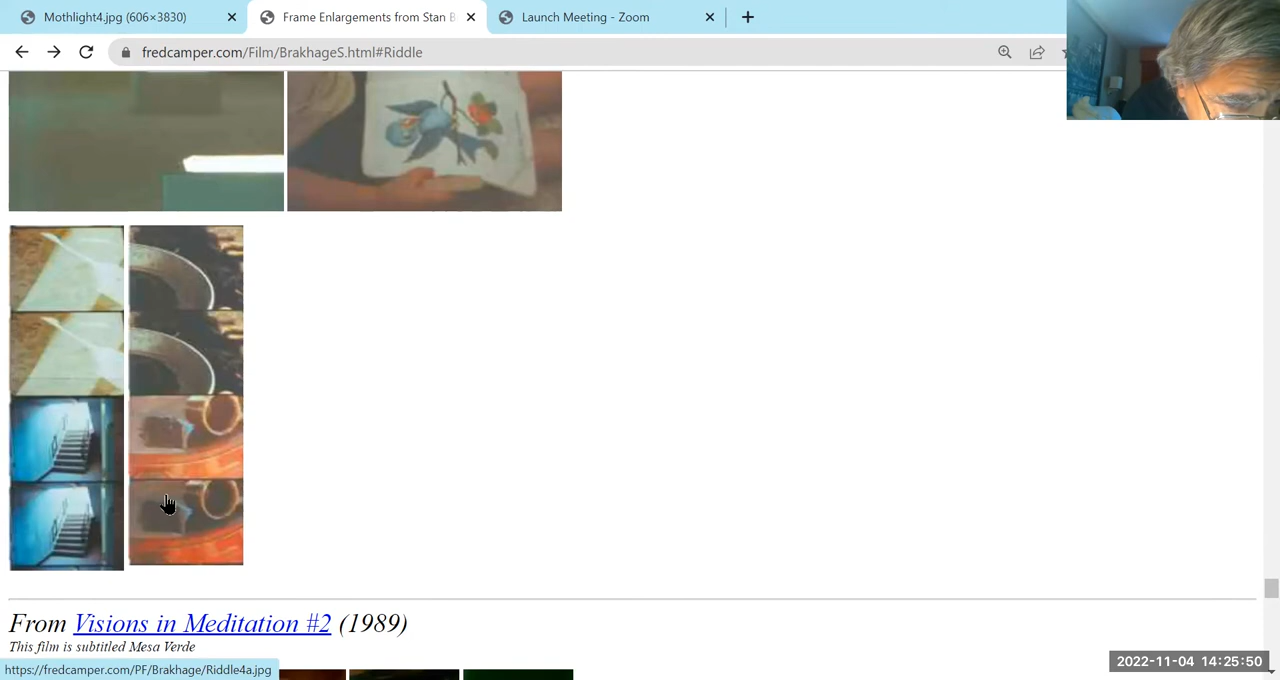 Mothlight4.jpg (606×3830)
Frame Enlargements from Stan B
Launch Meeting - Zoom
fredcamper.com/Film/BrakhageS.html#Riddle
From Visions in Meditation #2 (1989)
This film is subtitled Mesa Verde
https://fredcamper.com/PF/Brakhage/Riddle4a.jpg
2022-11-04 14:25:50